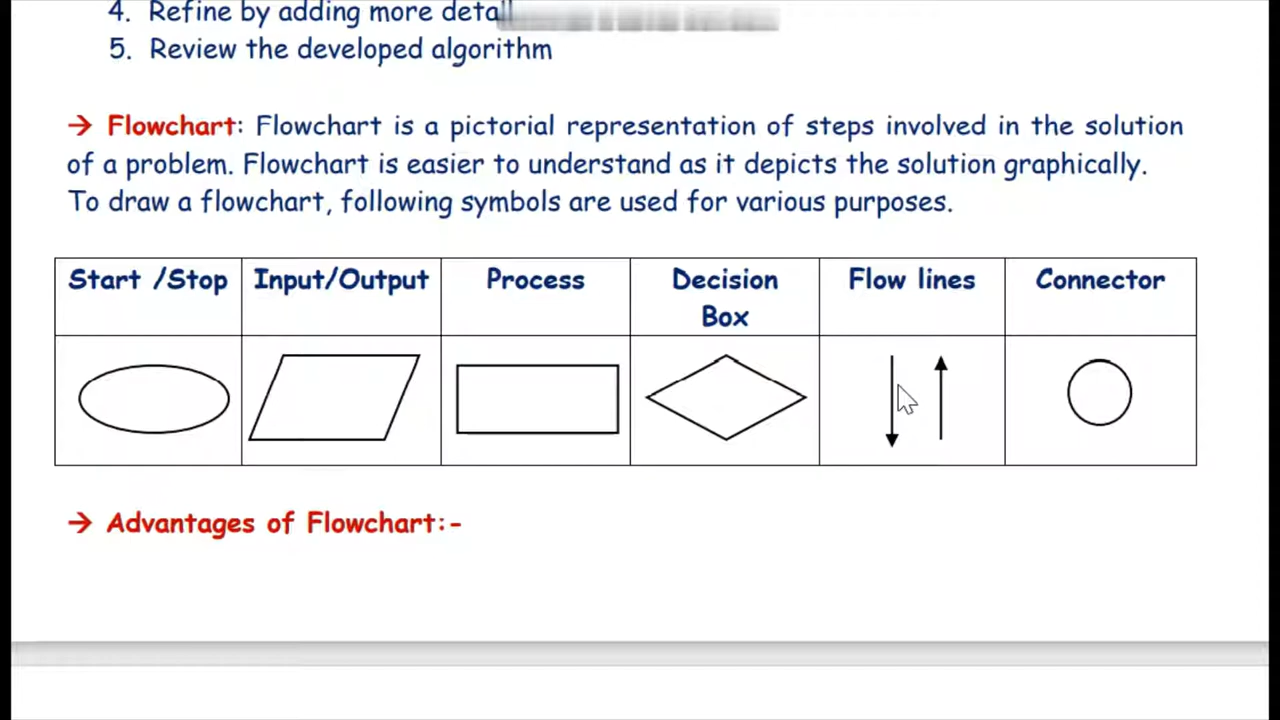 4. Refine by adding more detail
5. Review the developed algorithm
→ Flowchart: Flowchart is a pictorial representation of steps involved in the solution
of a problem. Flowchart is easier to understand as it depicts the solution graphically.
To draw a flowchart, following symbols are used for various purposes.
Start /Stop Input/Output Process Decision Flow lines Connector
Box
→ Advantages of Flowchart:-